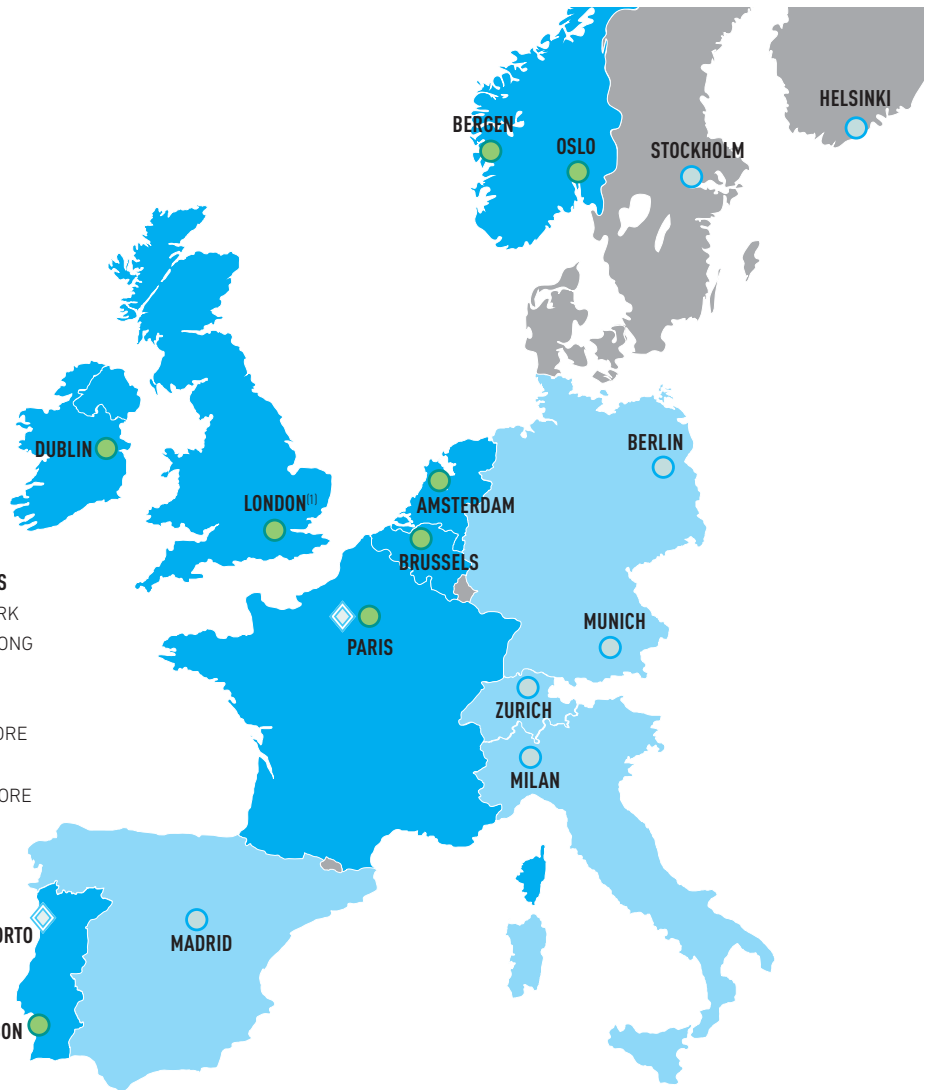 HELSINKI
BERGEN
OSLO
STOCKHOLM
DUBLIN
BERLIN
LONDON(1)
AMSTERDAM
BRUSSELS
S
RK
ONG
MUNICH
PARIS
ZURICH
ORE
MILAN
ORE
ORTO
MADRID
ON